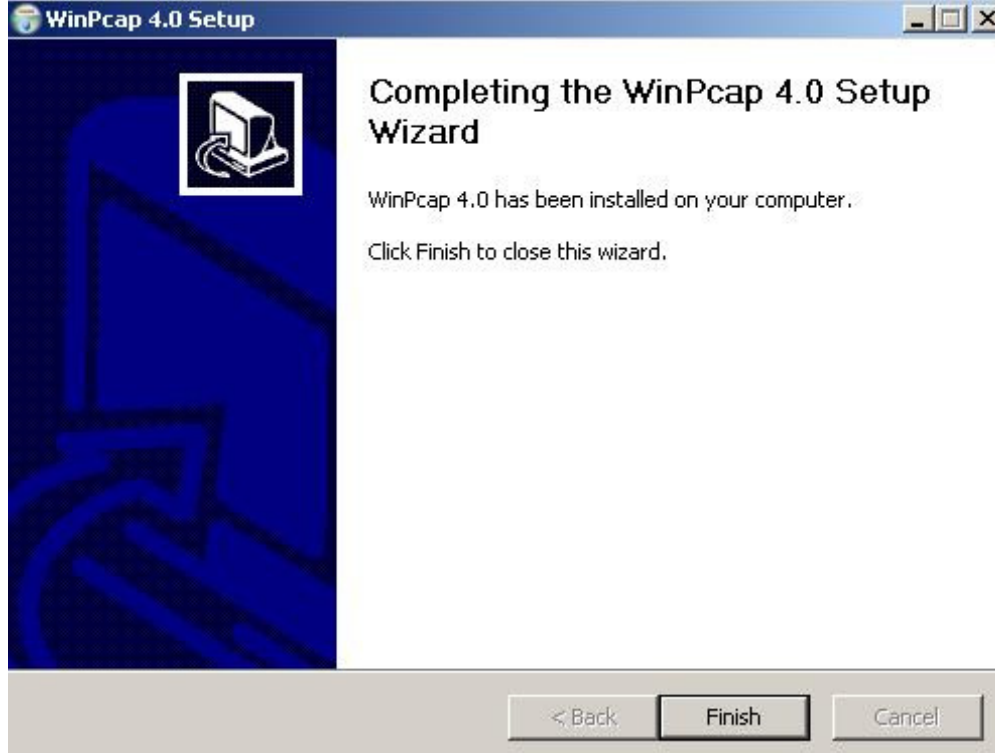 WinPcap 4.0 Setup
Completing the WinPcap 4.0 Setup
Wizard
WinPcap 4.0 has been installed on your computer.
Click Finish to close this wizard.
< Back
Finish
Cancel